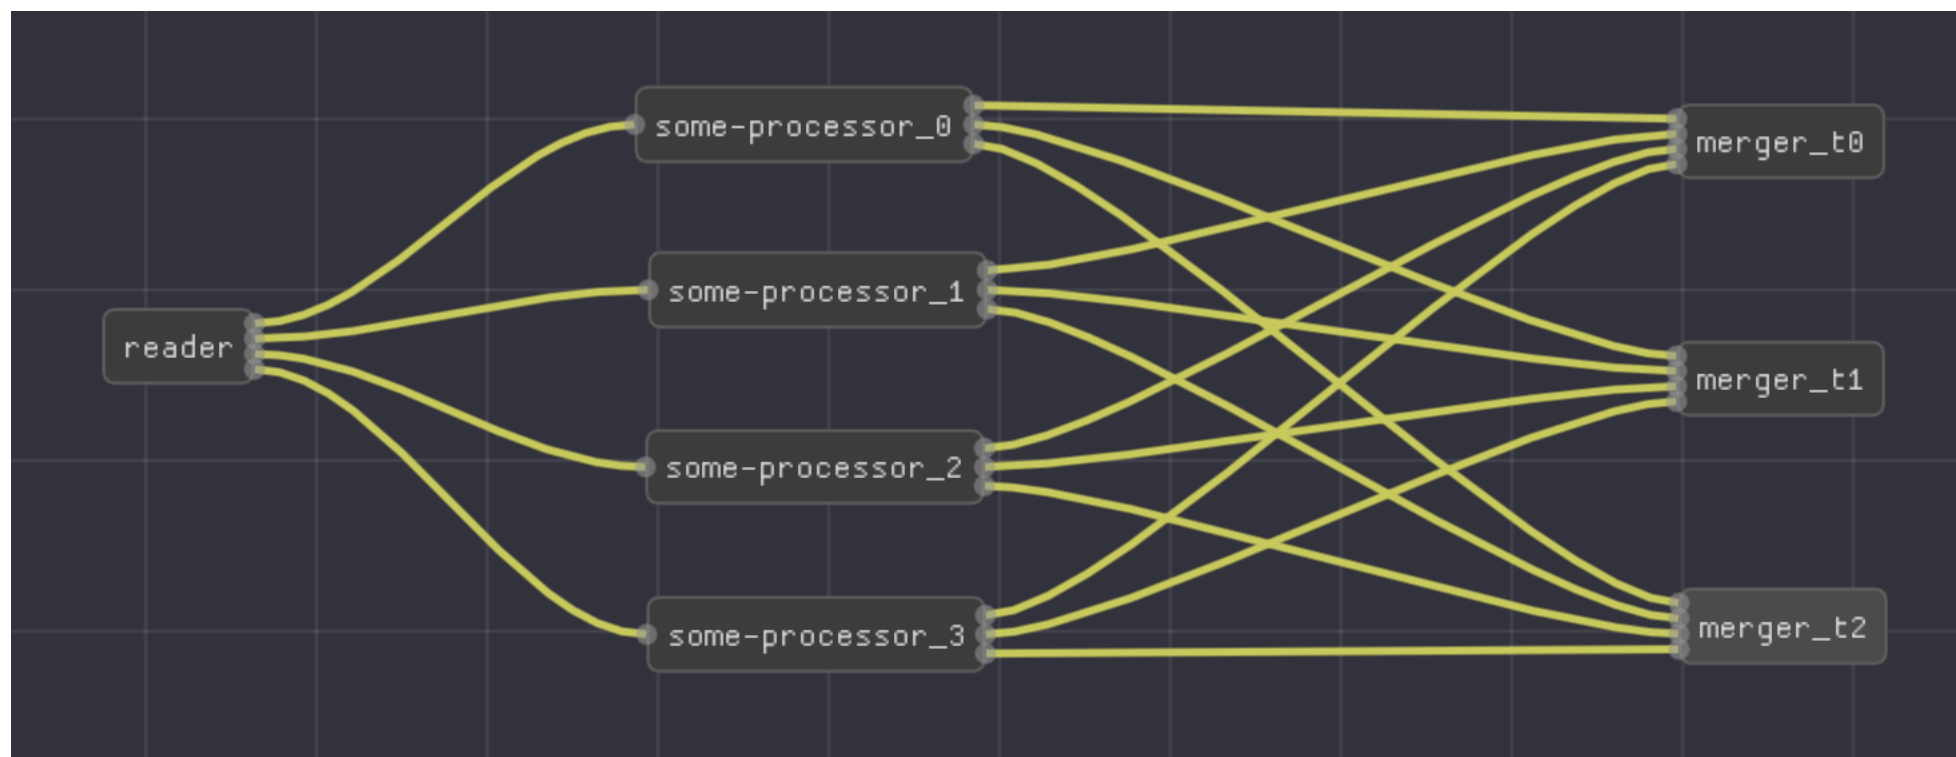 reader
some-processor_0
some-processor_1
some-processor_2
some-processor_3
merger_t0
merger_t1
merger_t2